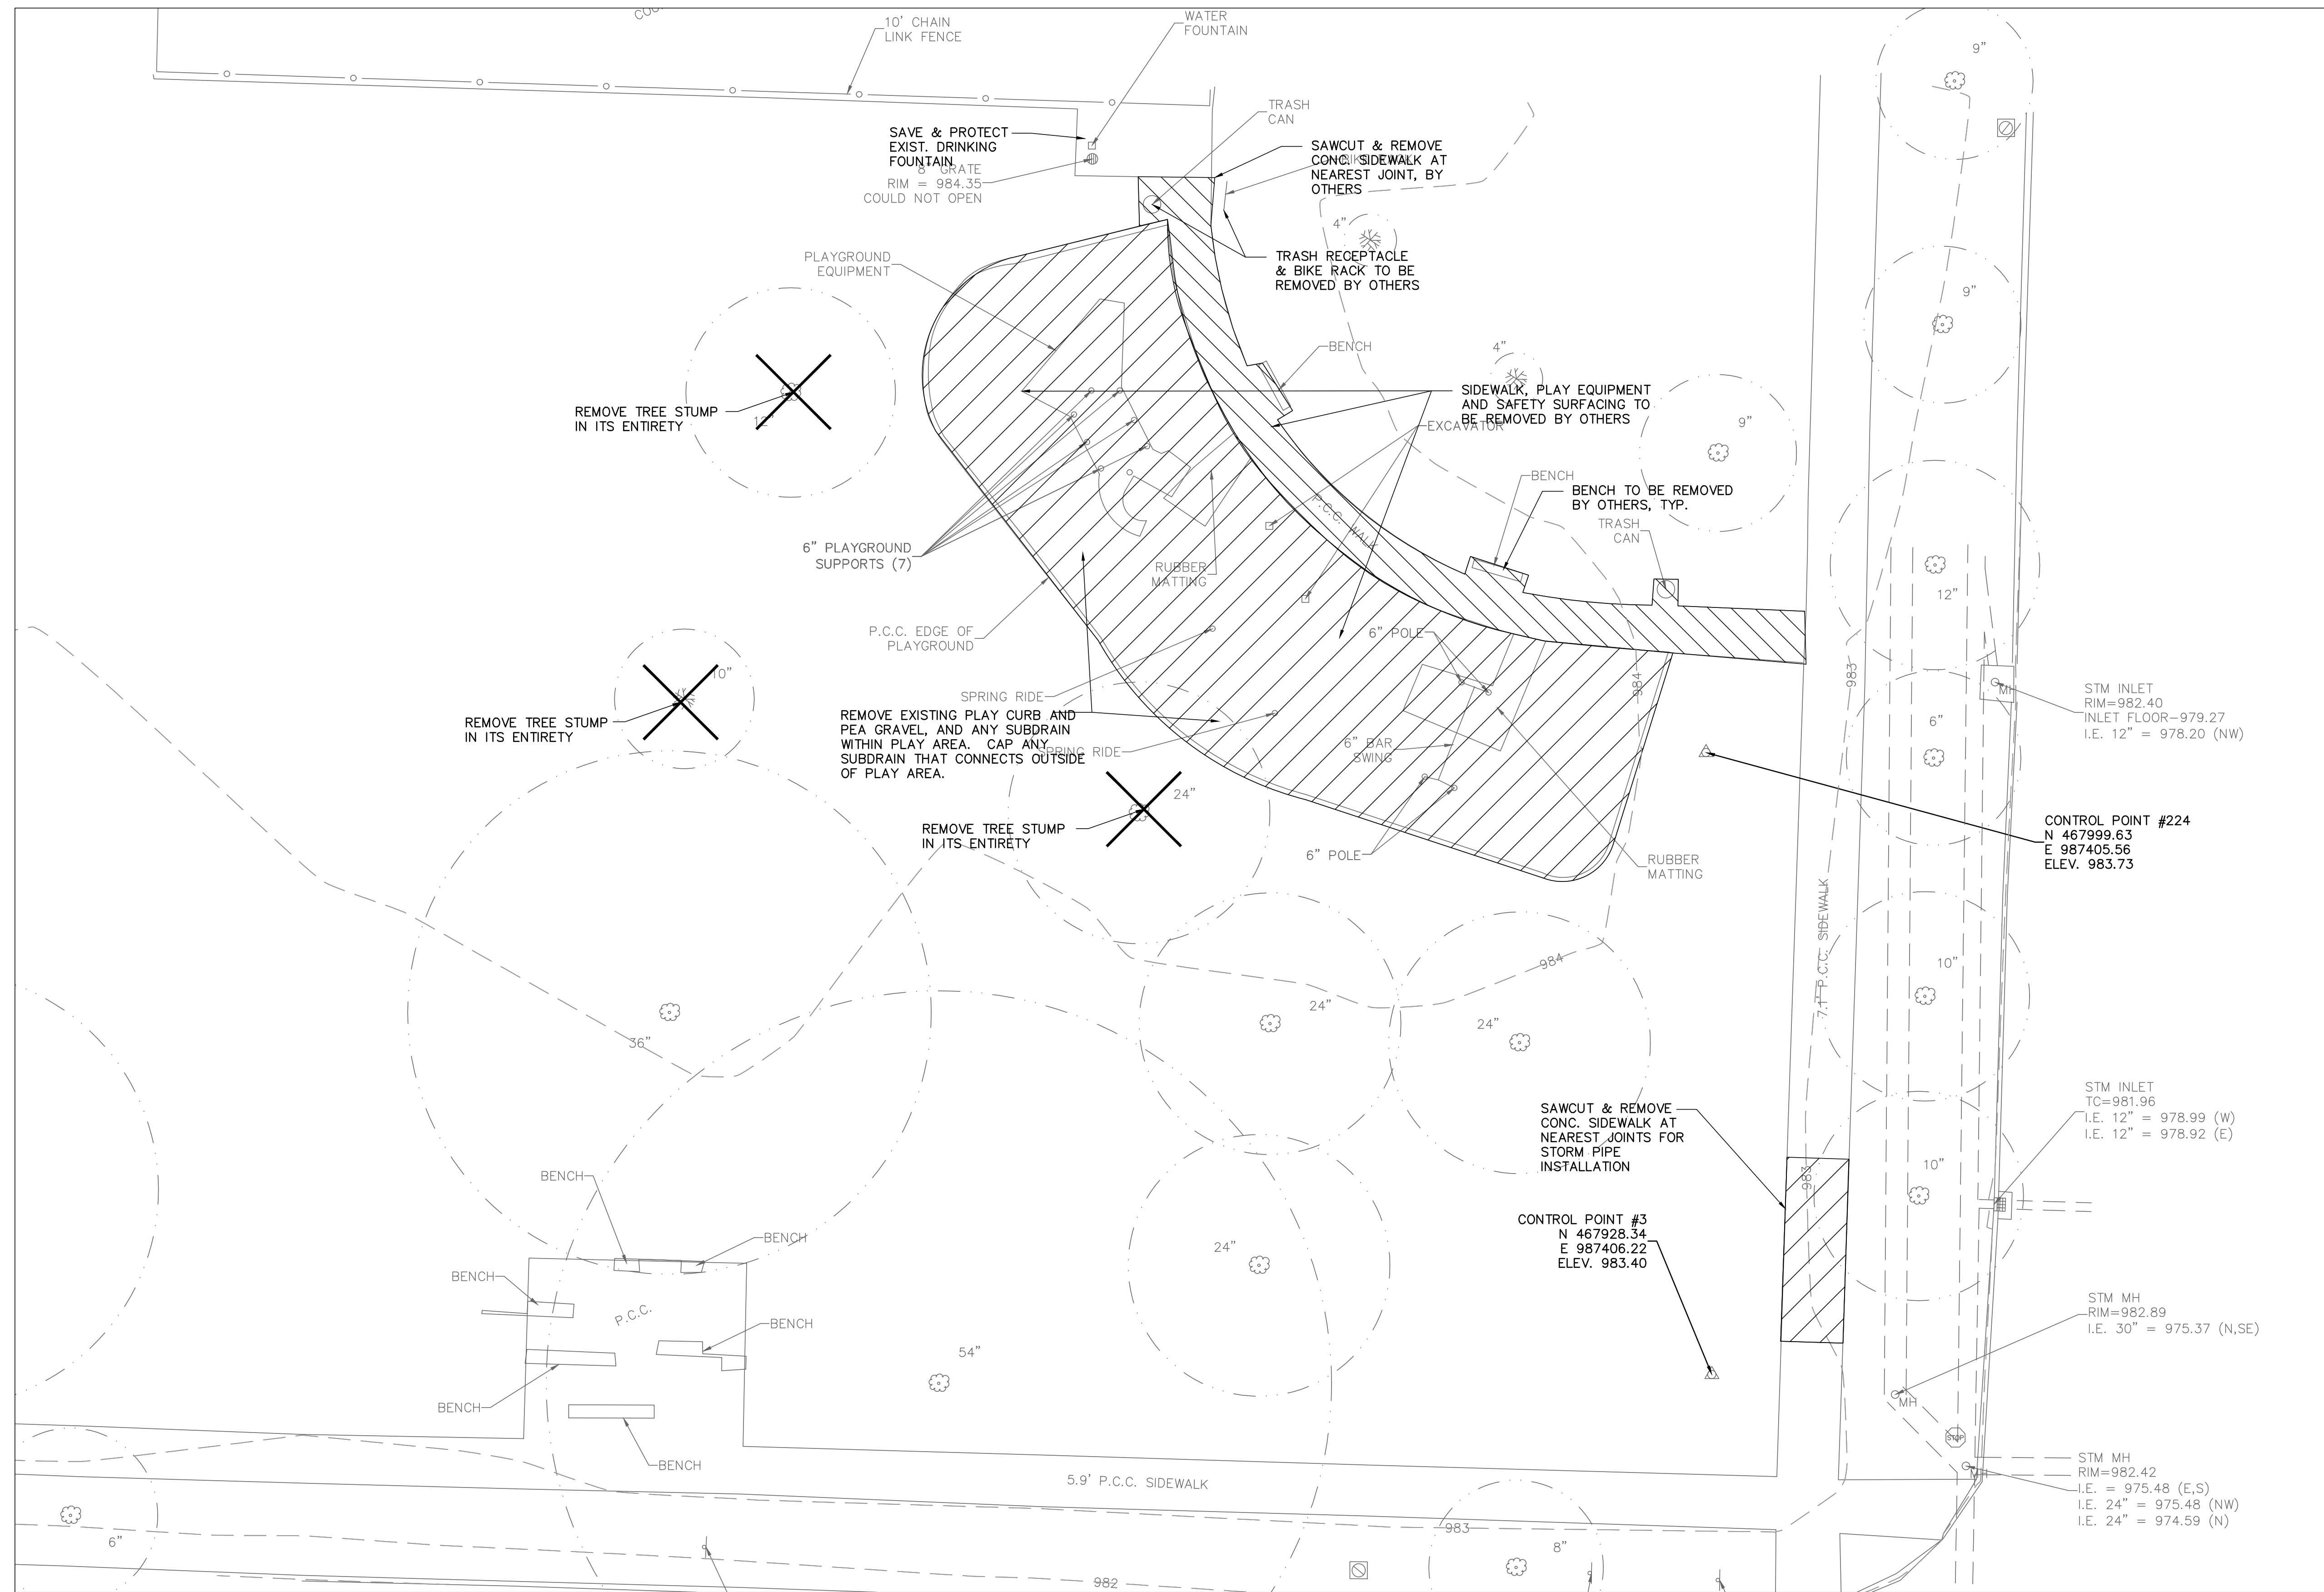 COO
10' CHAIN
LINK FENCE
WATER
FOUNTAIN
9"
TRASH
CAN
SAVE & PROTECT
EXIST. DRINKING
FOUNTAIN
8" GRATE
RIM = 984.35
COULD NOT OPEN
SAWCUT & REMOVE
CONC. SIDEWALK AT
NEAREST JOINT, BY
OTHERS
4"
PLAYGROUND
EQUIPMENT
TRASH RECEPTACLE
& BIKE RACK TO BE
REMOVED BY OTHERS
9"
BENCH
4"
REMOVE TREE STUMP
IN ITS ENTIRETY
12"
SIDEWALK, PLAY EQUIPMENT
AND SAFETY SURFACING TO
BE REMOVED BY OTHERS
EXCAVATOR
9"
BENCH
BENCH TO BE REMOVED
BY OTHERS, TYP.
TRASH
CAN
P.C.C. WALK
6" PLAYGROUND
SUPPORTS (7)
RUBBER
MATTING
12"
P.C.C. EDGE OF
PLAYGROUND
6" POLE
10"
REMOVE TREE STUMP
IN ITS ENTIRETY
SPRING RIDE
984
983
MH
STM INLET
RIM=982.40
INLET FLOOR-979.27
I.E. 12" = 978.20 (NW)
REMOVE EXISTING PLAY CURB AND
PEA GRAVEL, AND ANY SUBDRAIN
WITHIN PLAY AREA. CAP ANY
SUBDRAIN THAT CONNECTS OUTSIDE
OF PLAY AREA.
SPRING RIDE
6" BAR
SWING
6"
24"
REMOVE TREE STUMP
IN ITS ENTIRETY
6" POLE
RUBBER
MATTING
CONTROL POINT #224
N 467999.63
E 987405.56
ELEV. 983.73
7.1' P.C.C. SIDEWALK
984
10"
24"
24"
36"
SAWCUT & REMOVE
CONC. SIDEWALK AT
NEAREST JOINTS FOR
STORM PIPE
INSTALLATION
STM INLET
TC=981.96
I.E. 12" = 978.99 (W)
I.E. 12" = 978.92 (E)
10"
983
BENCH
BENCH
24"
CONTROL POINT #3
N 467928.34
E 987406.22
ELEV. 983.40
BENCH
P.C.C.
BENCH
54"
BENCH
STM MH
RIM=982.89
I.E. 30" = 975.37 (N,SE)
MH
STOP
BENCH
5.9' P.C.C. SIDEWALK
STM MH
RIM=982.42
I.E. = 975.48 (E,S)
I.E. 24" = 975.48 (NW)
I.E. 24" = 974.59 (N)
MH
983
6"
8"
982